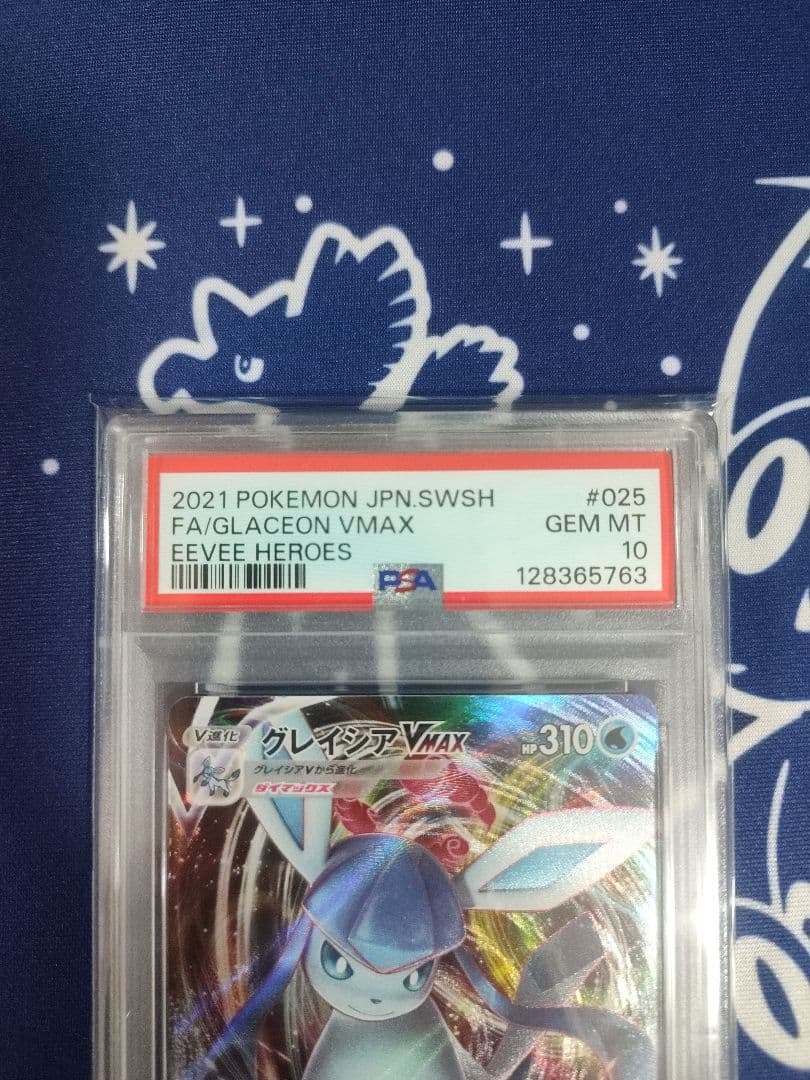 2021 POKEMON JPN.SWSH #025
FA/GLACEON VMAX GEM MT
EEVEE HEROES 10
PSA 128365763
V進化 グレイシアVMAX HP310
グレイシアVから進化
ダイマックス